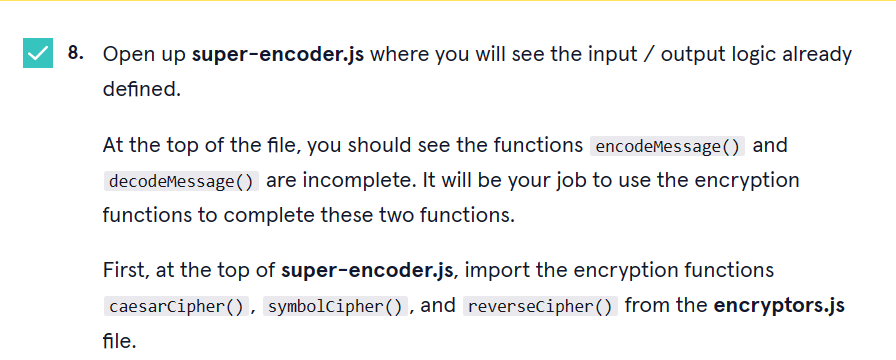 8. Open up super-encoder.js where you will see the input / output logic already
defined.
At the top of the file, you should see the functions encodeMessage() and
decodeMessage() are incomplete. It will be your job to use the encryption
functions to complete these two functions.
First, at the top of super-encoder.js, import the encryption functions
caesarCipher(), symbolCipher(), and reverseCipher() from the encryptors.js
file.